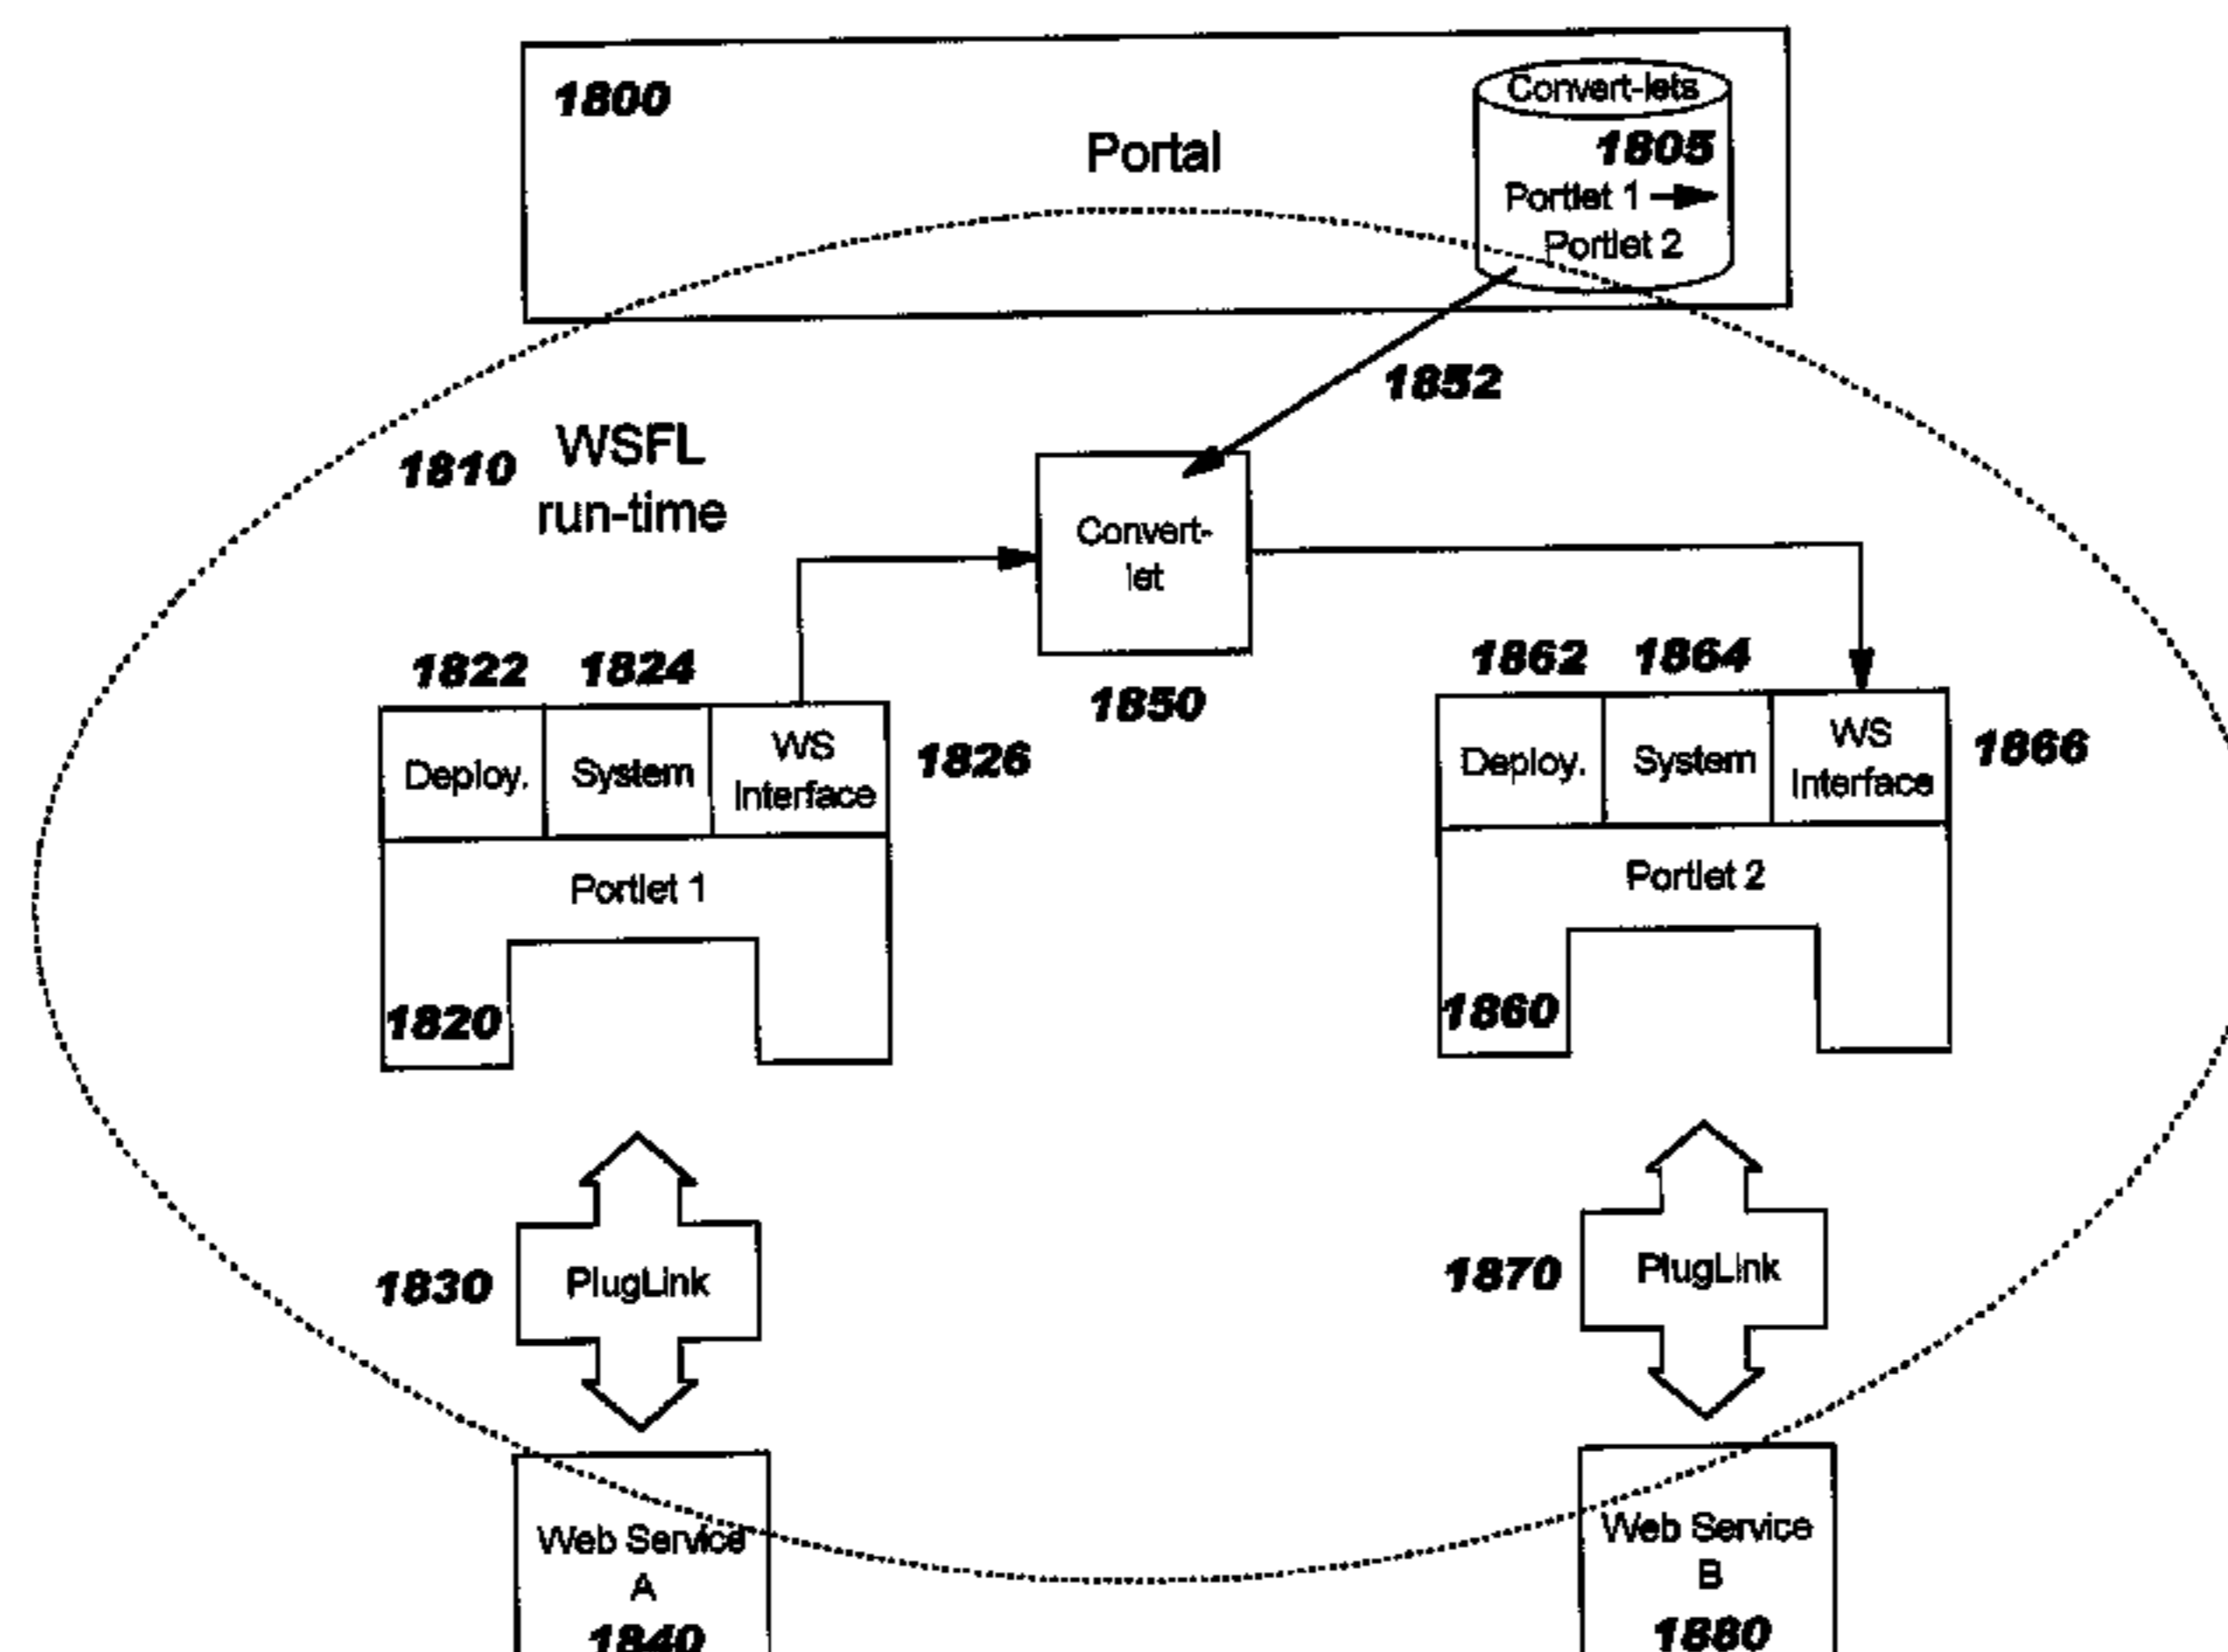 1800
Portal
Convert-lets
1805
Portlet 1
Portlet 2
1852
1810
WSFL
run-time
Convert-
let
1850
1822
1824
Deploy.
System
WS
Interface
1826
Portlet 1
1820
1862
1864
Deploy.
System
WS
Interface
1866
Portlet 2
1860
1830
PlugLink
1870
PlugLink
Web Service
A
1840
Web Service
B
1880